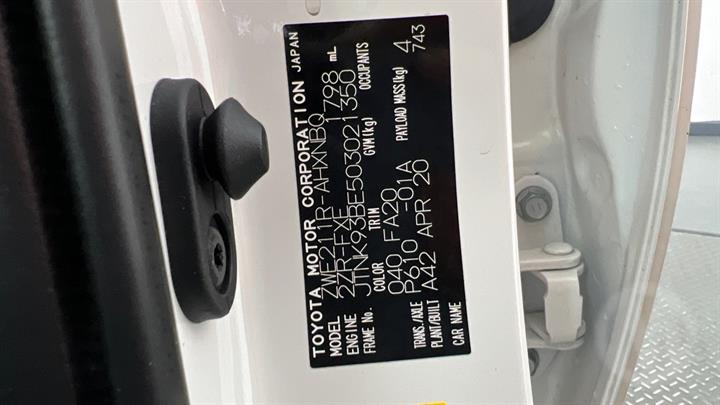 TOYOTA MOTOR CORPORATION JAPAN
MODEL ZWE211R-AHXNBQ 1798 mL
ENGINE 2ZR-FXE
FRAME No. JTNK93BE503021350
GVM(kg) OCCUPANTS 4
COLOR TRIM PAYLOAD MASS(kg) 743
040 FA20
TRANS./AXLE P610 -01A
PLANT/BUILT A42 APR 20
CAR NAME